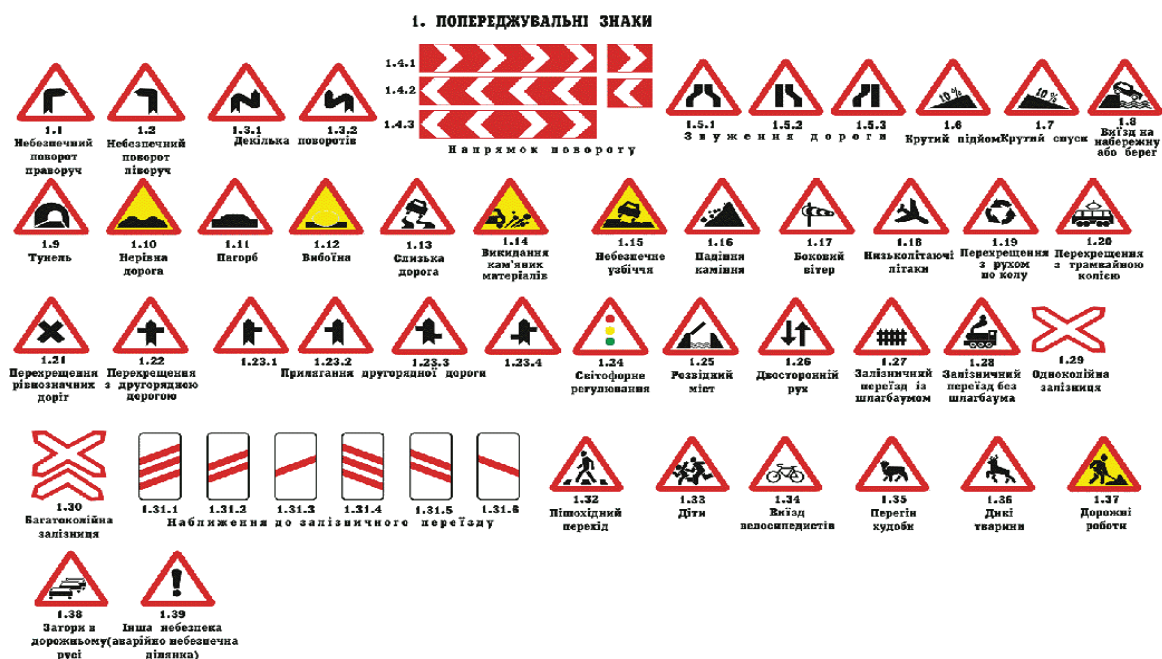 1. ПОПЕРЕДЖУВАЛЬНІ ЗНАКИ
1.1
Небезпечний
поворот
праворуч
1.2
Небезпечний
поворот
ліворуч
1.3.1 1.3.2
Декілька поворотів
1.4.1
1.4.2
1.4.3
Напрямок повороту
1.5.1 1.5.2 1.5.3
Звуження дороги
10 %
1.6
Крутий підйом
10 %
1.7
Крутий спуск
1.8
Виїзд на
набережну
або берег
1.9
Тунель
1.10
Нерівна
дорога
1.11
Пагорб
1.12
Вибоїна
1.13
Слизька
дорога
1.14
Викидання
кам'яних
матеріалів
1.15
Небезпечне
узбіччя
1.16
Падіння
каміння
1.17
Боковий
вітер
1.18
Низьколітаючі
літаки
1.19
Перехрещення
з рухом
по колу
1.20
Перехрещення
з трамвайною
колією
1.21
Перехрещення
рівнозначних
доріг
1.22
Перехрещення
з другорядною
дорогою
1.23.1 1.23.2 1.23.3 1.23.4
Прилягання другорядної дороги
1.24
Світофорне
регулювання
1.25
Розвідний
міст
1.26
Двосторонній
рух
1.27
Залізничний
переїзд із
шлагбаумом
1.28
Залізничний
переїзд без
шлагбаума
1.29
Одноколійна
залізниця
1.30
Багатоколійна
залізниця
1.31.1 1.31.2 1.31.3 1.31.4 1.31.5 1.31.6
Наближення до залізничного переїзду
1.32
Пішохідний
перехід
1.33
Діти
1.34
Виїзд
велосипедистів
1.35
Перегін
худоби
1.36
Дикі
тварини
1.37
Дорожні
роботи
1.38
Затори в
дорожньому
русі
1.39
Інша небезпека
(аварійно небезпечна
ділянка)